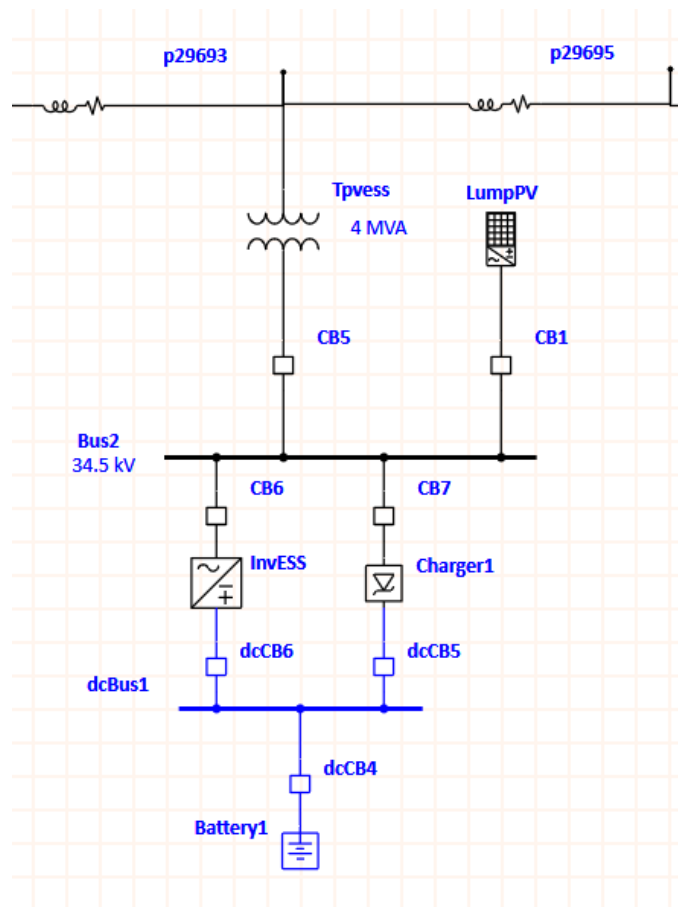 p29693
p29695
Tpvess
4 MVA
LumpPV
CB5
CB1
Bus2
34.5 kV
CB6
CB7
InvESS
Charger1
dcCB6
dcCB5
dcBus1
dcCB4
Battery1